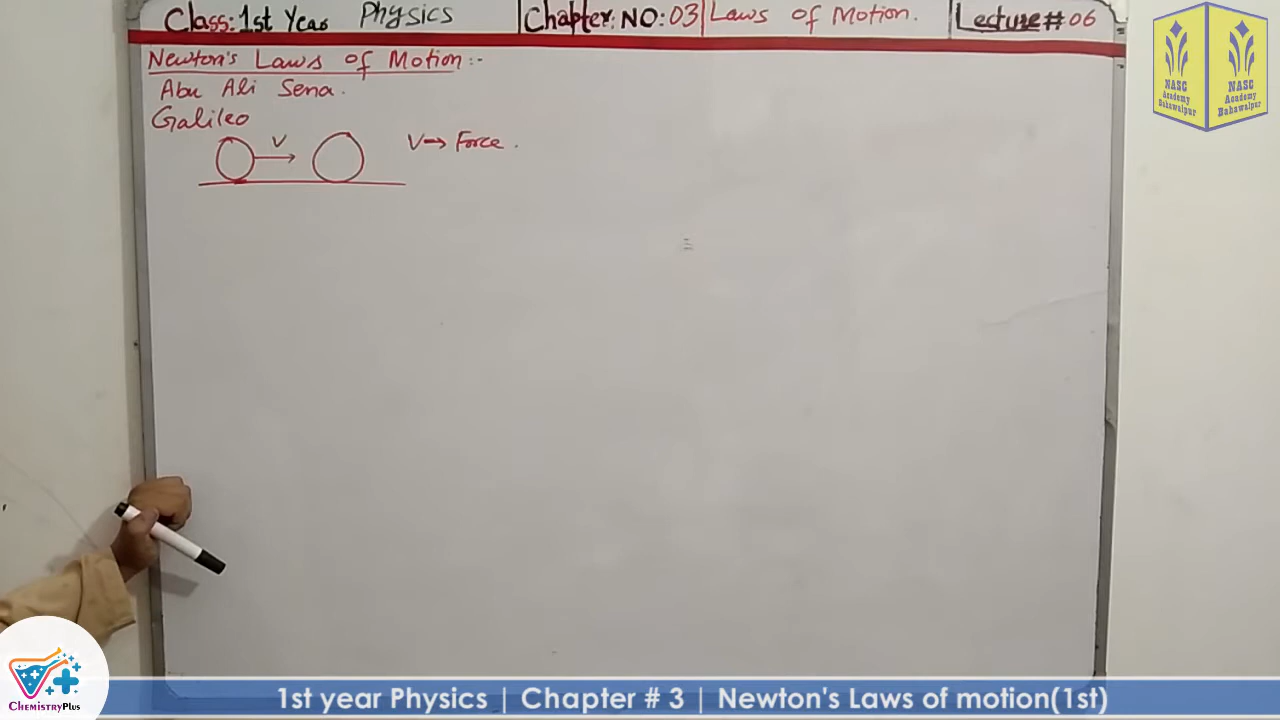 Class: 1st Year Physics Chapter: NO: 03 Laws of Motion. Lecture # 06
Newton's Laws of Motion :-
Abu Ali Sena.
Galileo
V
V → Force.
NASC
Academy
Bahawalpur
NASC
Academy
Bahawalpur
CHEMISTRYPLUS
1st year Physics | Chapter # 3 | Newton's Laws of motion(1st)